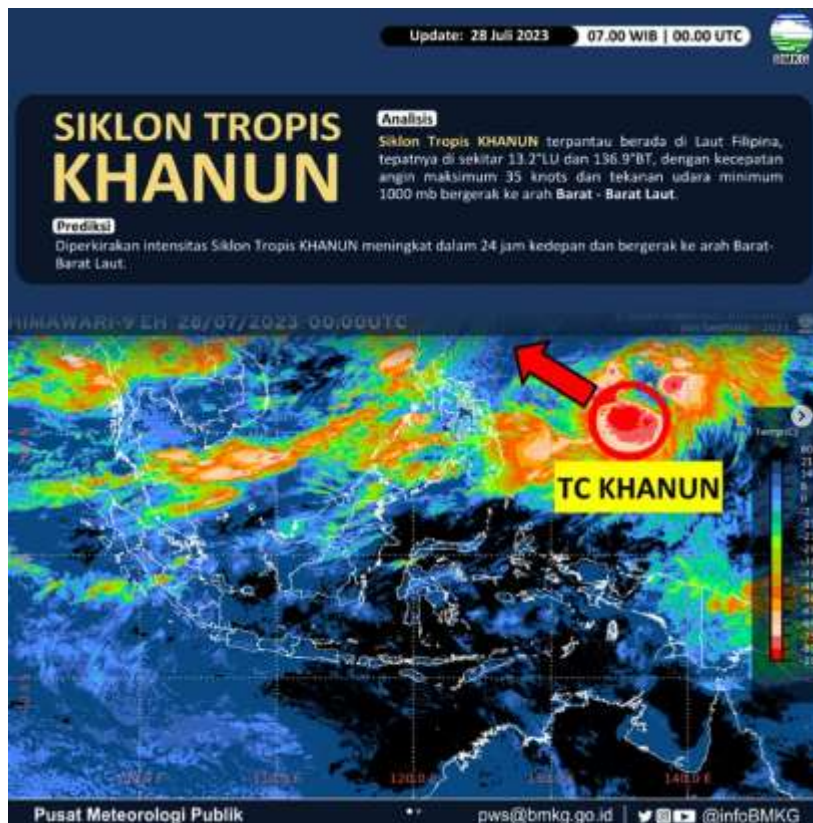 Update: 28 Juli 2023
07.00 WIB | 00.00 UTC
BMKG
SIKLON TROPIS
KHANUN
Analisis
Siklon Tropis KHANUN terpantau berada di Laut Filipina,
tepatnya di sekitar 13.2°LU dan 136.9°BT, dengan kecepatan
angin maksimum 35 knots dan tekanan udara minimum
1000 mb bergerak ke arah Barat - Barat Laut.
Prediksi
Diperkirakan intensitas Siklon Tropis KHANUN meningkat dalam 24 jam kedepan dan bergerak ke arah Barat-
Barat Laut.
HIMAWARI-9 EH 28/07/2023 00:00UTC
Temp(C)
TC KHANUN
120.0 E
140.0 E
Pusat Meteorologi Publik
pws@bmkg.go.id | @infoBMKG